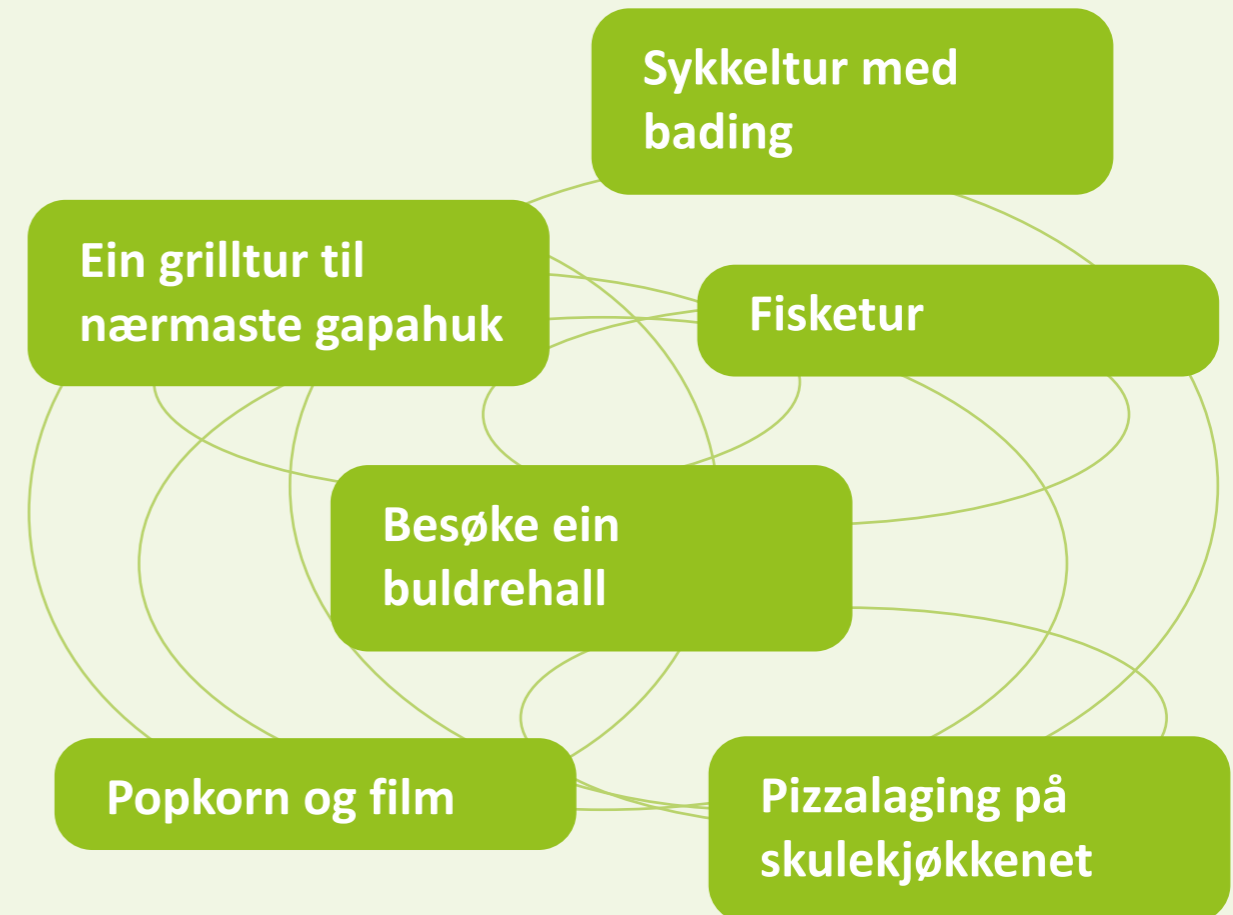 Sykkeltur med
bading
Ein grilltur til
nærmaste gapahuk
Fisketur
Besøke ein
buldrehall
Popkorn og film
Pizzalaging på
skulekjøkkenet